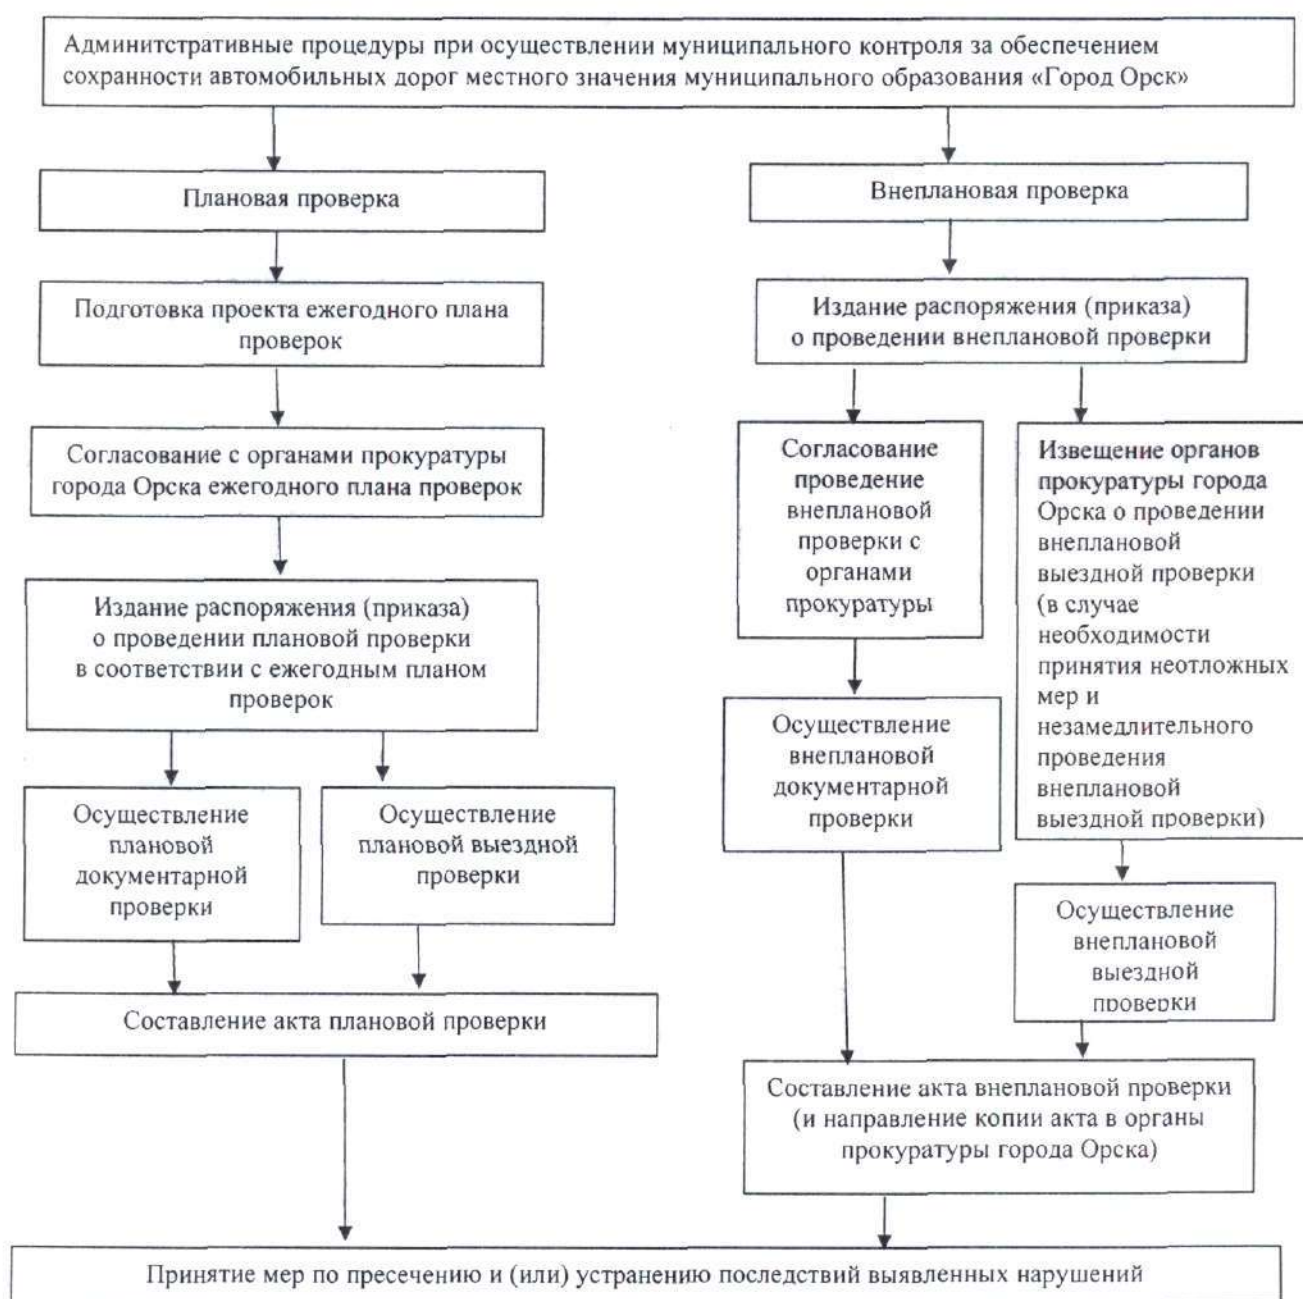 Админитстративные процедуры при осуществлении муниципального контроля за обеспечением
сохранности автомобильных дорог местного значения муниципального образования «Город Орск»
Плановая проверка
Подготовка проекта ежегодного плана
проверок
Согласование с органами прокуратуры
города Орска ежегодного плана проверок
Издание распоряжения (приказа)
о проведении плановой проверки
в соответствии с ежегодным планом
проверок
Осуществление
плановой
документарной
проверки
Осуществление
плановой выездной
проверки
Составление акта плановой проверки
Внеплановая проверка
Издание распоряжения (приказа)
о проведении внеплановой проверки
Согласование
проведение
внеплановой
проверки с
органами
прокуратуры
Осуществление
внеплановой
документарной
проверки
Извещение органов
прокуратуры города
Орска о проведении
внеплановой
выездной проверки
(в случае
необходимости
принятия неотложных
мер и
незамедлительного
проведения
внеплановой
выездной проверки)
Осуществление
внеплановой
выездной
проверки
Составление акта внеплановой проверки
(и направление копии акта в органы
прокуратуры города Орска)
Принятие мер по пресечению и (или) устранению последствий выявленных нарушений